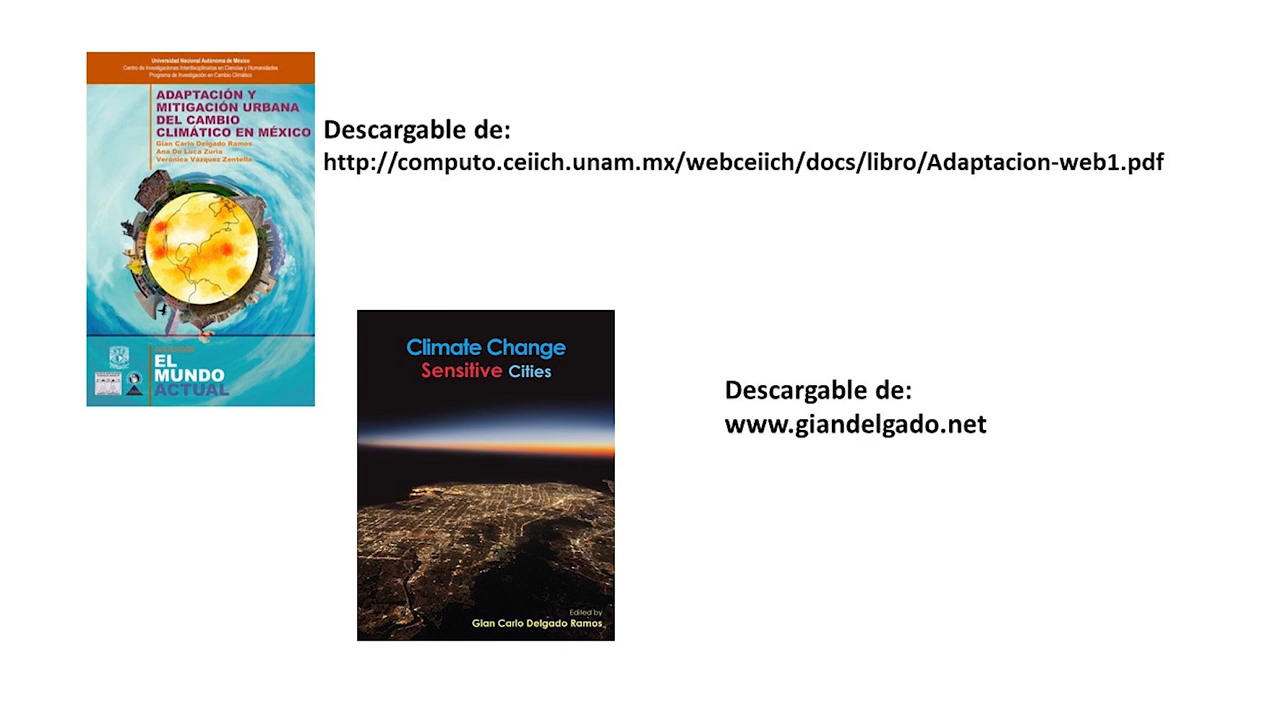 Universidad Nacional Autónoma de México
Centro de Investigaciones Interdisciplinarias en Ciencias y Humanidades
Programa de Investigación en Cambio Climático
ADAPTACIÓN Y
MITIGACIÓN URBANA
DEL CAMBIO
CLIMÁTICO EN MÉXICO
Gian Carlo Delgado Ramos
Ana De Luca Zuria
Verónica Vázquez Zentella
EL
MUNDO
ACTUAL
Descargable de:
http://computo.ceiich.unam.mx/webceiich/docs/libro/Adaptacion-web1.pdf
Climate Change
Sensitive Cities
Edited by
Gian Carlo Delgado Ramos
Descargable de:
www.giandelgado.net